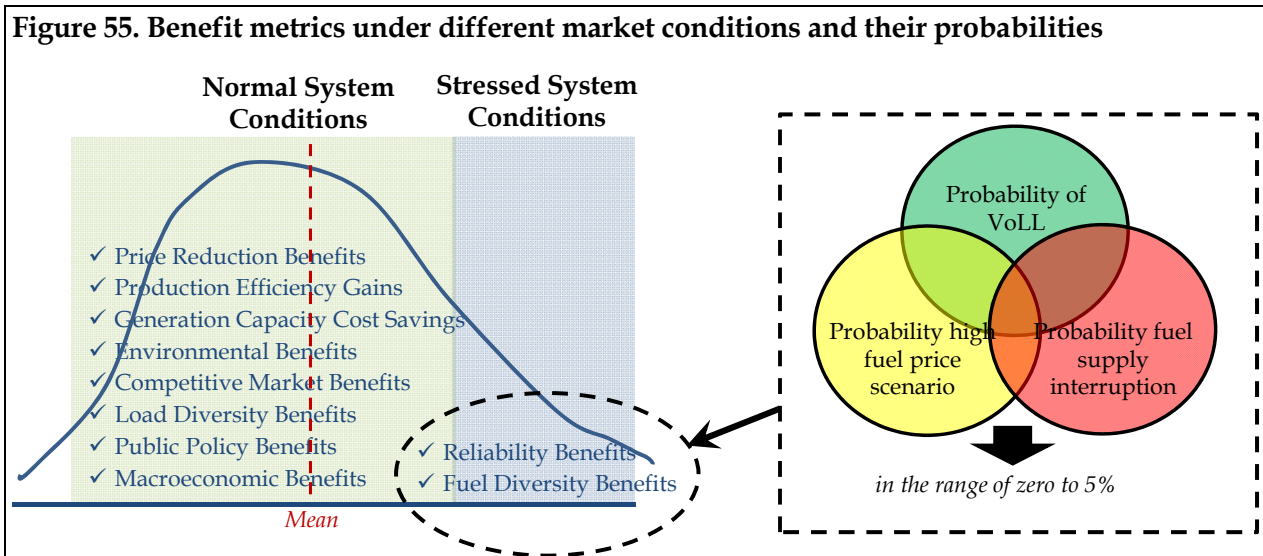 Figure 55. Benefit metrics under different market conditions and their probabilities
Normal System
Conditions
Stressed System
Conditions
✓ Price Reduction Benefits
✓ Production Efficiency Gains
✓ Generation Capacity Cost Savings
✓ Environmental Benefits
✓ Competitive Market Benefits
✓ Load Diversity Benefits
✓ Public Policy Benefits
✓ Macroeconomic Benefits
✓ Reliability Benefits
✓ Fuel Diversity Benefits
Mean
Probability of
VoLL
Probability high
fuel price
scenario
Probability fuel
supply
interruption
in the range of zero to 5%